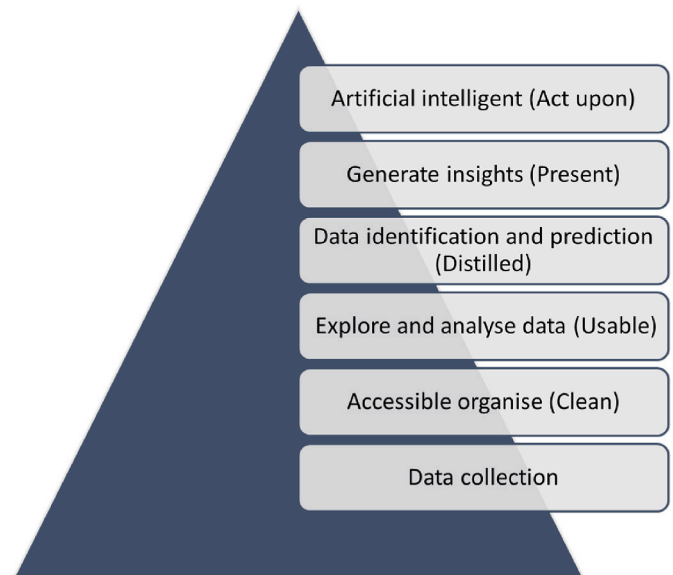 Artificial intelligent (Act upon)
Generate insights (Present)
Data identification and prediction
(Distilled)
Explore and analyse data (Usable)
Accessible organise (Clean)
Data collection